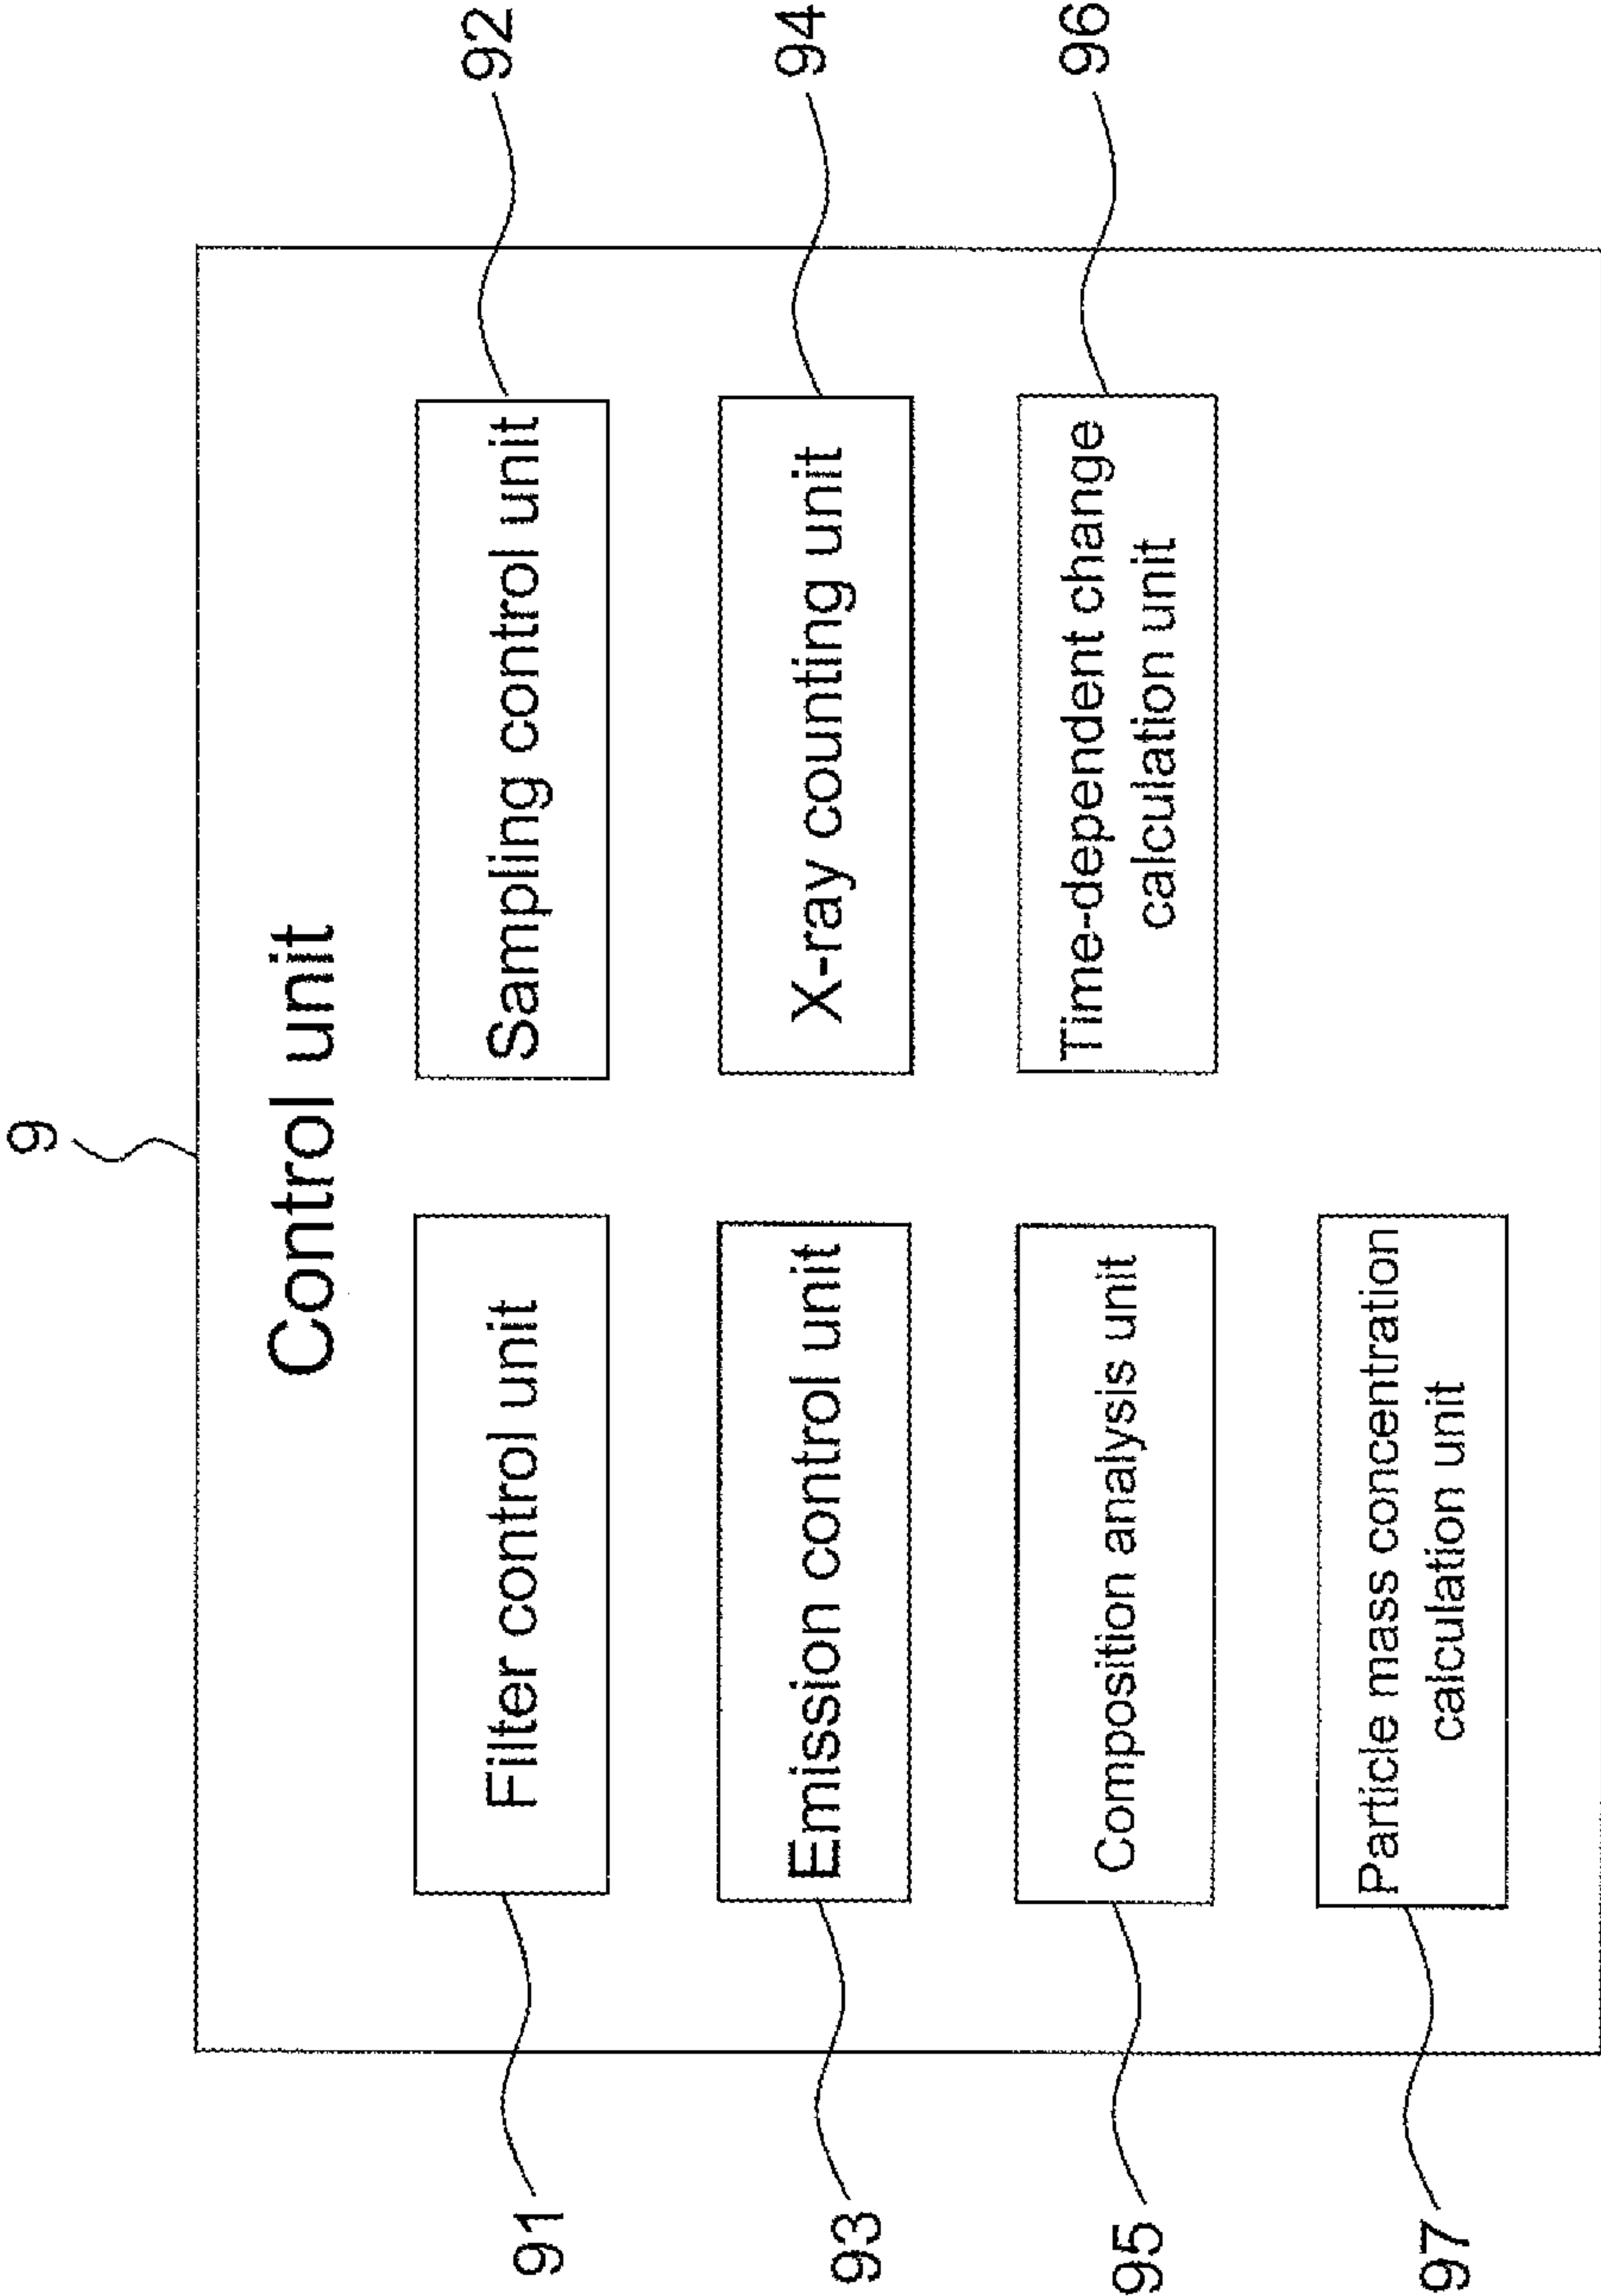 9
Control unit
91
Filter control unit
Sampling control unit
92
93
Emission control unit
X-ray counting unit
94
95
Composition analysis unit
Time-dependent change
calculation unit
96
97
Particle mass concentration
calculation unit